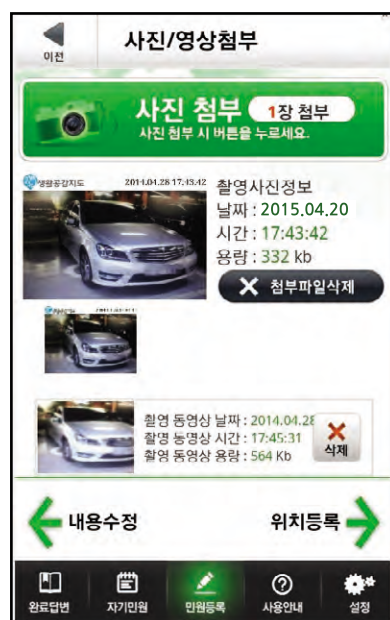 이전
사진/영상첨부
사진 첨부 1장 첨부
사진 첨부 시 버튼을 누르세요.
생활공감지도 2014.04.28 17:43:42
촬영사진정보
날짜 : 2015.04.20
시간 : 17:43:42
용량 : 332 kb
첨부파일삭제
촬영 동영상 날짜 : 2014.04.28
촬영 동영상 시간 : 17:45:31
촬영 동영상 용량 : 564 Kb
삭제
내용수정
위치등록
완료답변 자기민원 민원등록 사용안내 설정